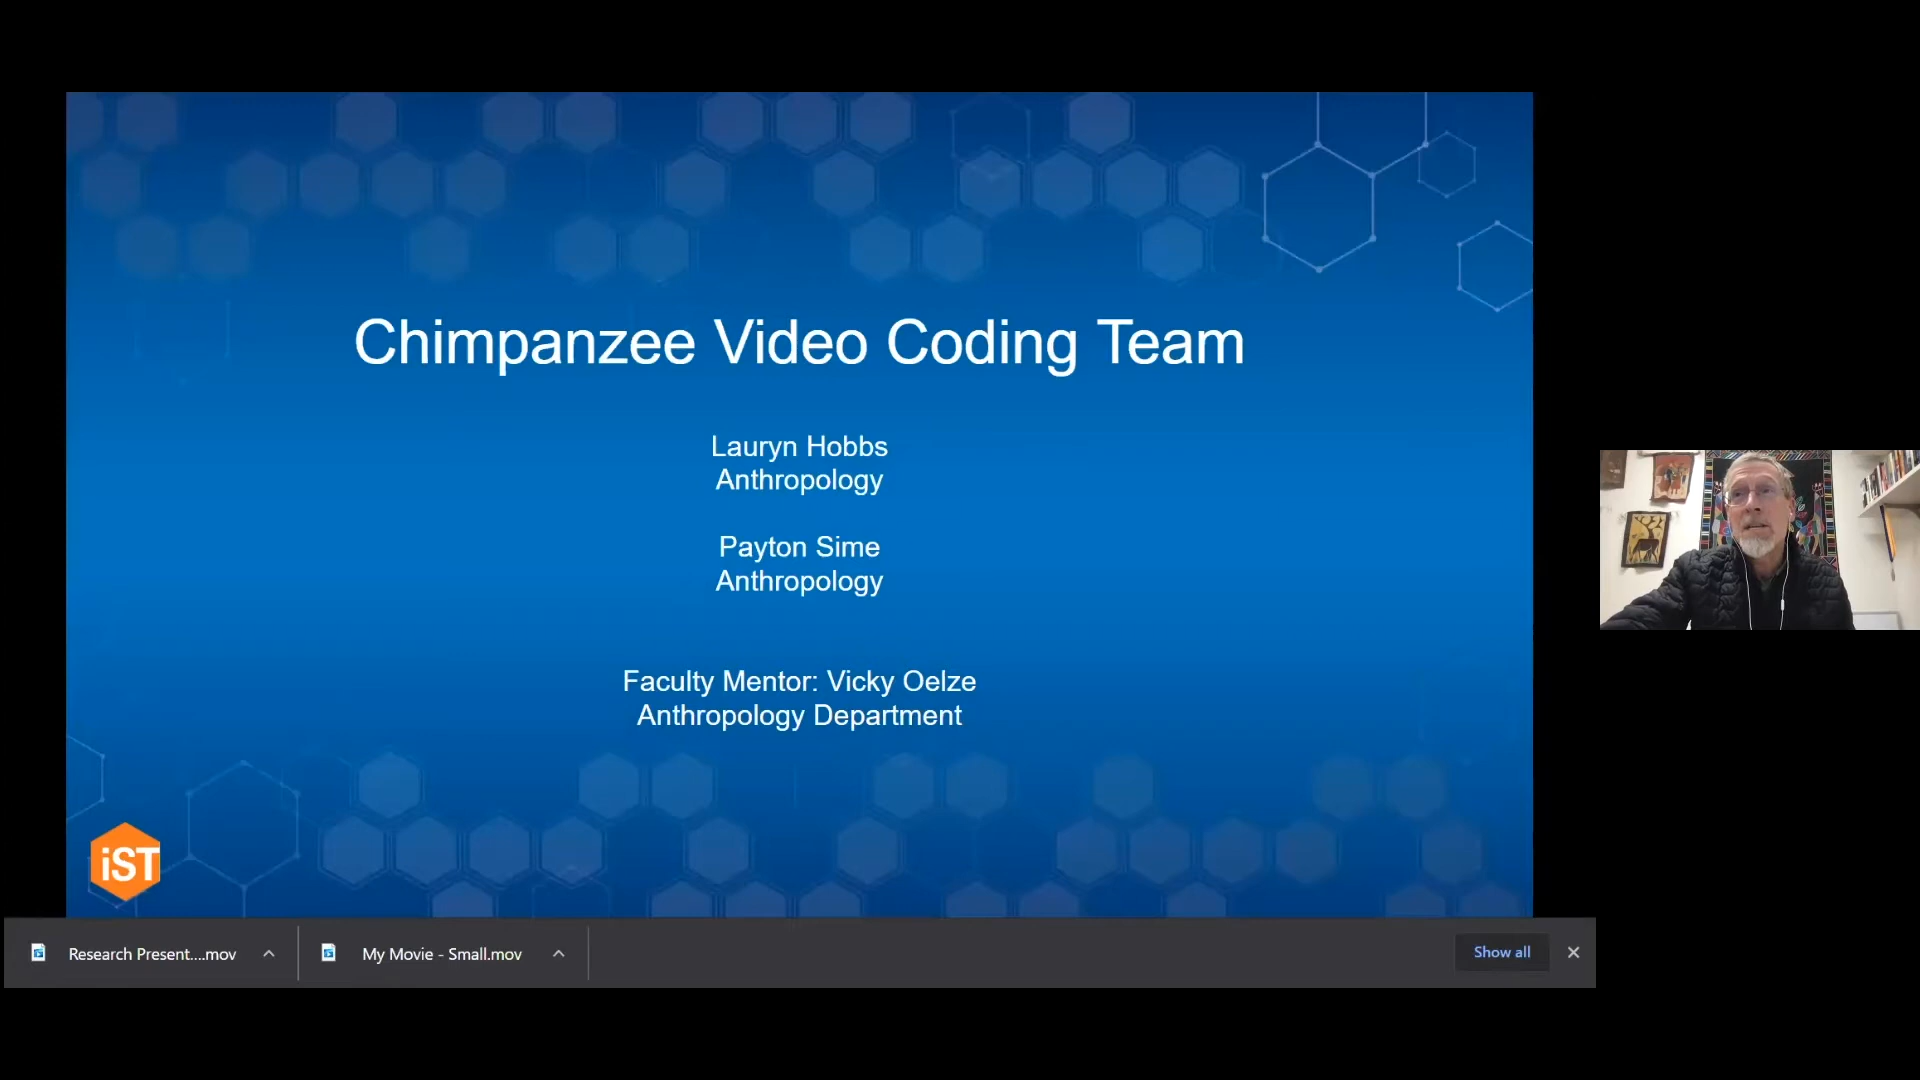 Chimpanzee Video Coding Team
Lauryn Hobbs
Anthropology
Payton Sime
Anthropology
Faculty Mentor: Vicky Oelze
Anthropology Department
iST
Research Present....mov
My Movie - Small.mov
Show all